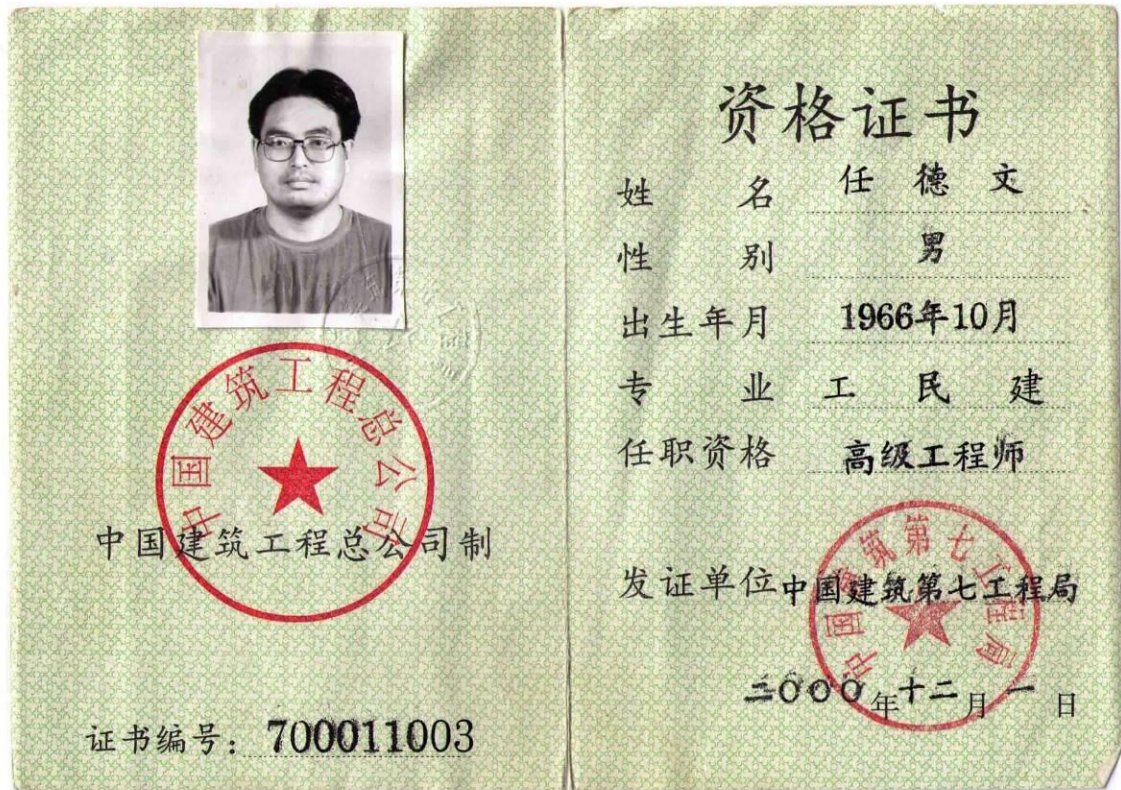 中国建筑工程总公司
中国建筑工程总公司制
证书编号：700011003
资格证书
姓名 任德文
性别 男
出生年月 1966年10月
专业 工民建
任职资格 高级工程师
中国建筑第七工程局
发证单位 中国建筑第七工程局
二〇〇〇年十二月一日